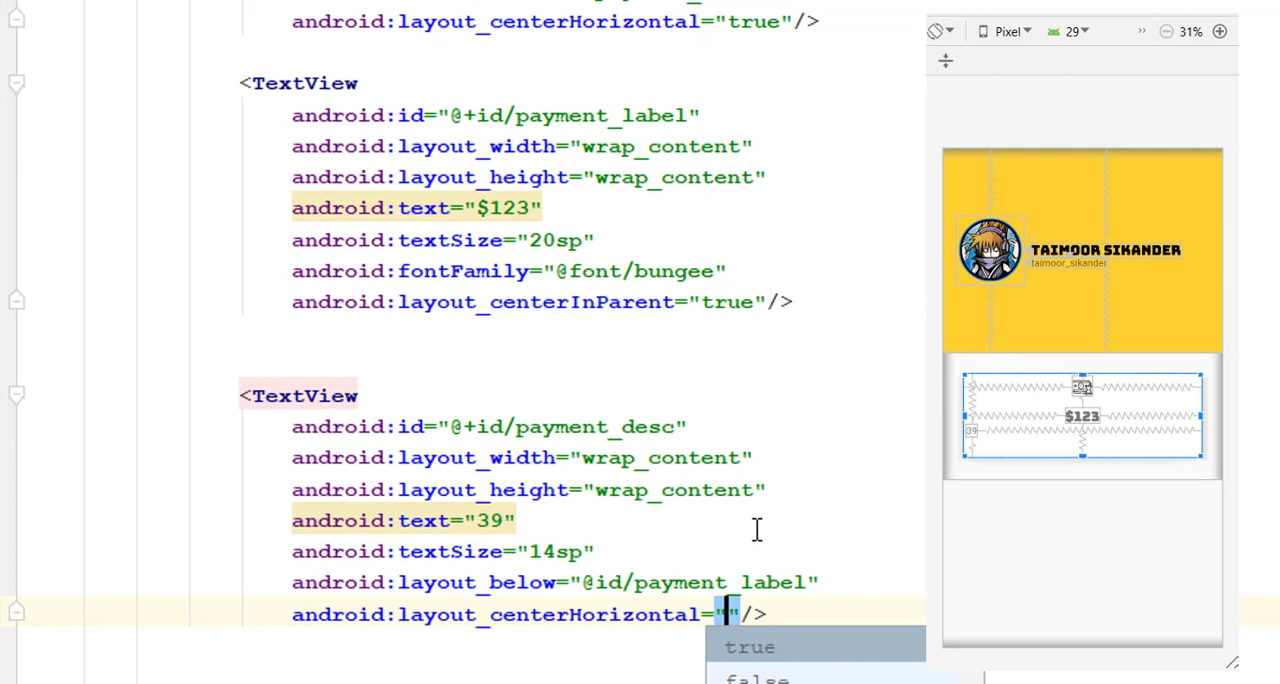 android:layout_centerHorizontal="true"/>
<TextView
android:id="@+id/payment_label"
android:layout_width="wrap_content"
android:layout_height="wrap_content"
android:text="$123"
android:textSize="20sp"
android:fontFamily="@font/bungee"
android:layout_centerInParent="true"/>
<TextView
android:id="@+id/payment_desc"
android:layout_width="wrap_content"
android:layout_height="wrap_content"
android:text="39"
android:textSize="14sp"
android:layout_below="@id/payment_label"
android:layout_centerHorizontal=""/>
true
false
Pixel 29 31%
TAIMOOR SIKANDER
taimoor_sikander
$123
39